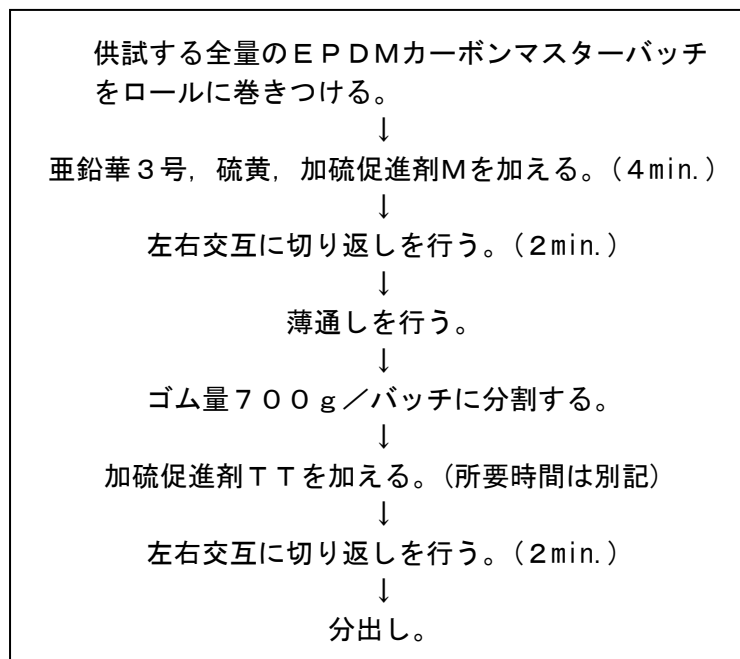 供試する全量のＥＰＤＭカーボンマスターバッチ
をロールに巻きつける。
↓
亜鉛華３号，硫黄，加硫促進剤Ｍを加える。（４min.）
↓
左右交互に切り返しを行う。（２min.）
↓
薄通しを行う。
↓
ゴム量７００ｇ／バッチに分割する。
↓
加硫促進剤ＴＴを加える。（所要時間は別記）
↓
左右交互に切り返しを行う。（２min.）
↓
分出し。